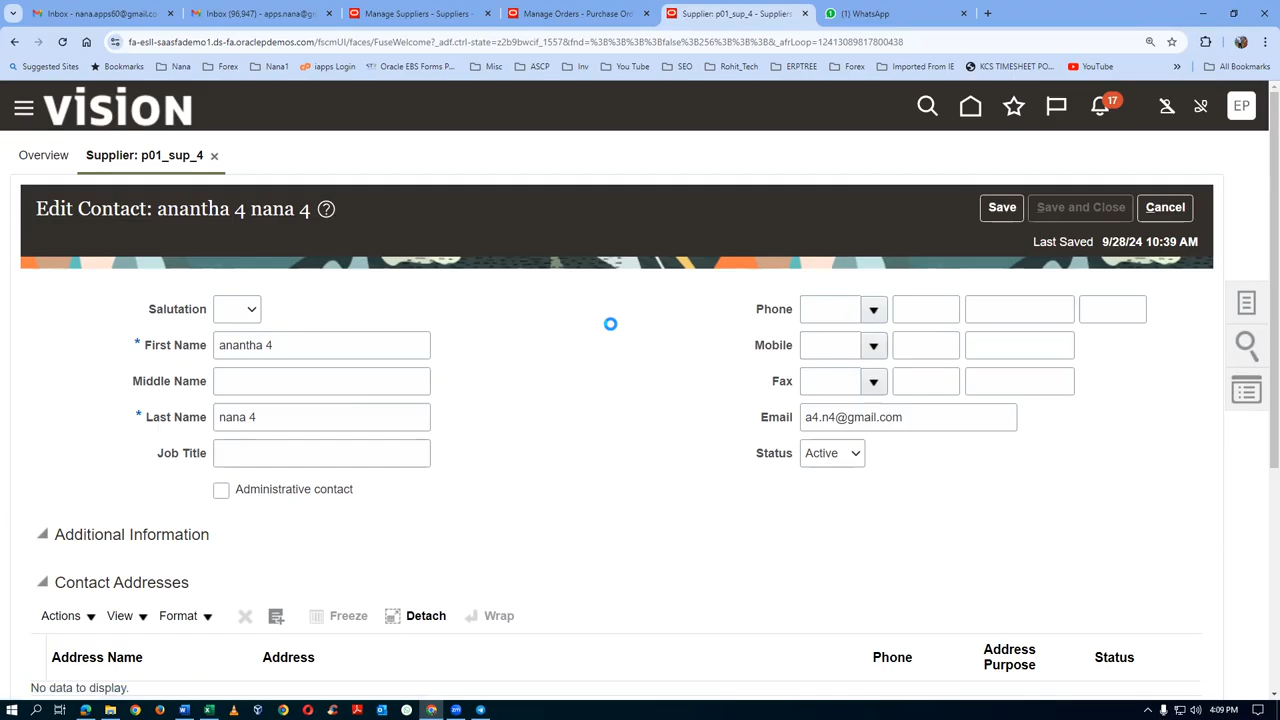 Inbox (96,947) - apps.nana60@gmail.co
Inbox (96,947) - apps.nana@g
Manage Suppliers - Suppliers -
Manage Orders - Purchase Ord
Supplier: p01_sup_4 - Suppliers
(1) WhatsApp
fa-esll-saasfademo1.ds-fa.oraclepdemos.com/fscmUI/faces/FuseWelcome?_adf.ctrl-state=z2b9bwcif_1557&fnd=%3B%3B%3B%3Bfalse%3B256%3B%3B%3B&_afrLoop=12413089817800438
Suggested Sites
Bookmarks
Nana
Forex
Nana1
iapps Login
Oracle EBS Forms P...
Misc
ASCP
Inv
You Tube
SEO
Rohit_Tech
ERPTREE
Forex
Imported From IE
KCS TIMESHEET PO...
YouTube
All Bookmarks
VISION
17
EP
Overview
Supplier: p01_sup_4
Edit Contact: anantha 4 nana 4
Save
Save and Close
Cancel
Last Saved 9/28/24 10:39 AM
Salutation
* First Name anantha 4
Middle Name
* Last Name nana 4
Job Title
Administrative contact
Phone
Mobile
Fax
Email a4.n4@gmail.com
Status Active
Additional Information
Contact Addresses
Actions View Format Freeze Detach Wrap
Address Name Address Phone Address Purpose Status
No data to display.
4:09 PM